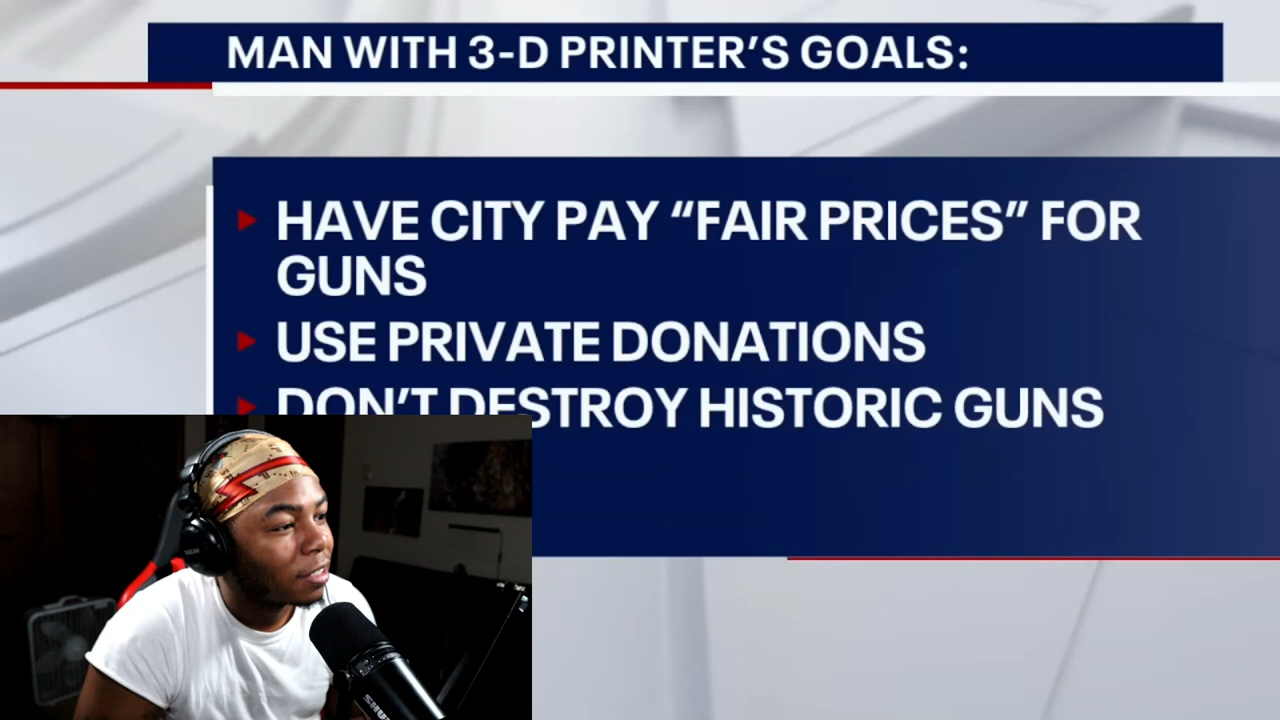 MAN WITH 3-D PRINTER'S GOALS:
HAVE CITY PAY “FAIR PRICES” FOR
GUNS
USE PRIVATE DONATIONS
DON'T DESTROY HISTORIC GUNS